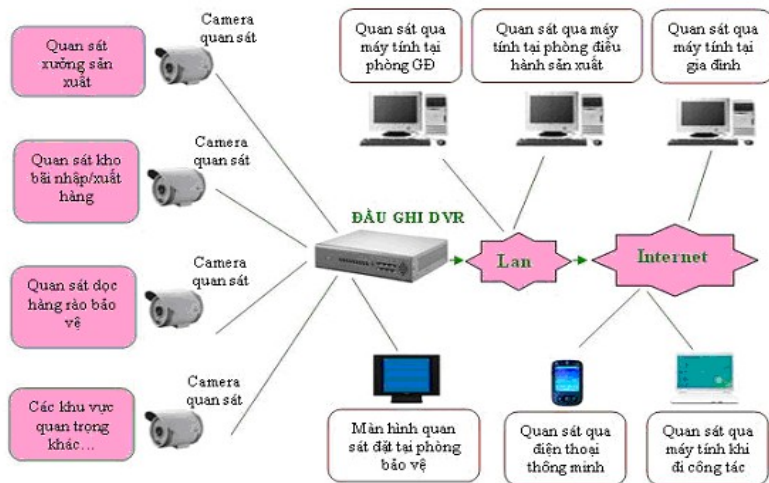 Quan sát
xưởng sản
xuất
Camera
quan sát
Quan sát kho
bãi nhập/xuất
hàng
Camera
quan sát
Quan sát dọc
hàng rào bảo
vệ
Camera
quan sát
Các khu vực
quan trọng
khác...
Camera
quan sát
ĐẦU GHI DVR
Quan sát qua
máy tính tại
phòng GĐ
Quan sát qua máy
tính tại phòng điều
hành sản xuất
Quan sát qua
máy tính tại
gia đình
Lan
Internet
Màn hình quan
sát đặt tại phòng
bảo vệ
Quan sát qua
điện thoại
thông minh
Quan sát qua
máy tính khi
đi công tác